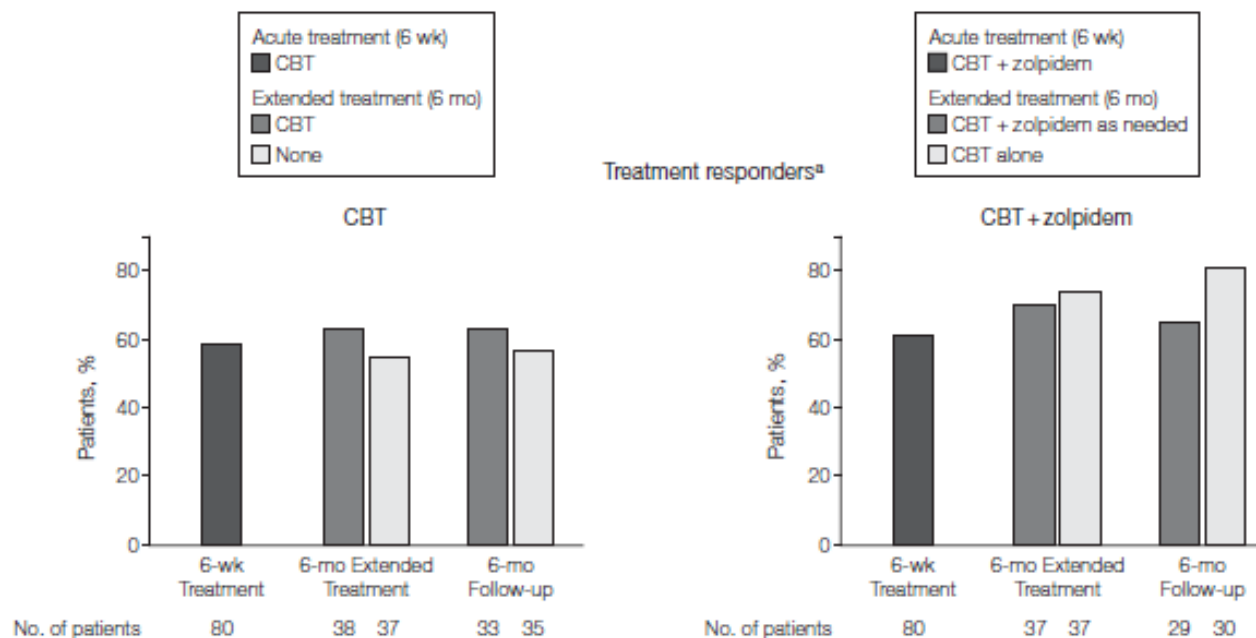 Acute treatment (6 wk)
CBT
Extended treatment (6 mo)
CBT
None
Acute treatment (6 wk)
CBT + zolpidem
Extended treatment (6 mo)
CBT + zolpidem as needed
CBT alone
Treatment respondersᵃ
CBT
Patients, %
80
60
40
20
0
6-wk Treatment
6-mo Extended Treatment
6-mo Follow-up
No. of patients 80 38 37 33 35
CBT + zolpidem
Patients, %
80
60
40
20
0
6-wk Treatment
6-mo Extended Treatment
6-mo Follow-up
No. of patients 80 37 37 29 30